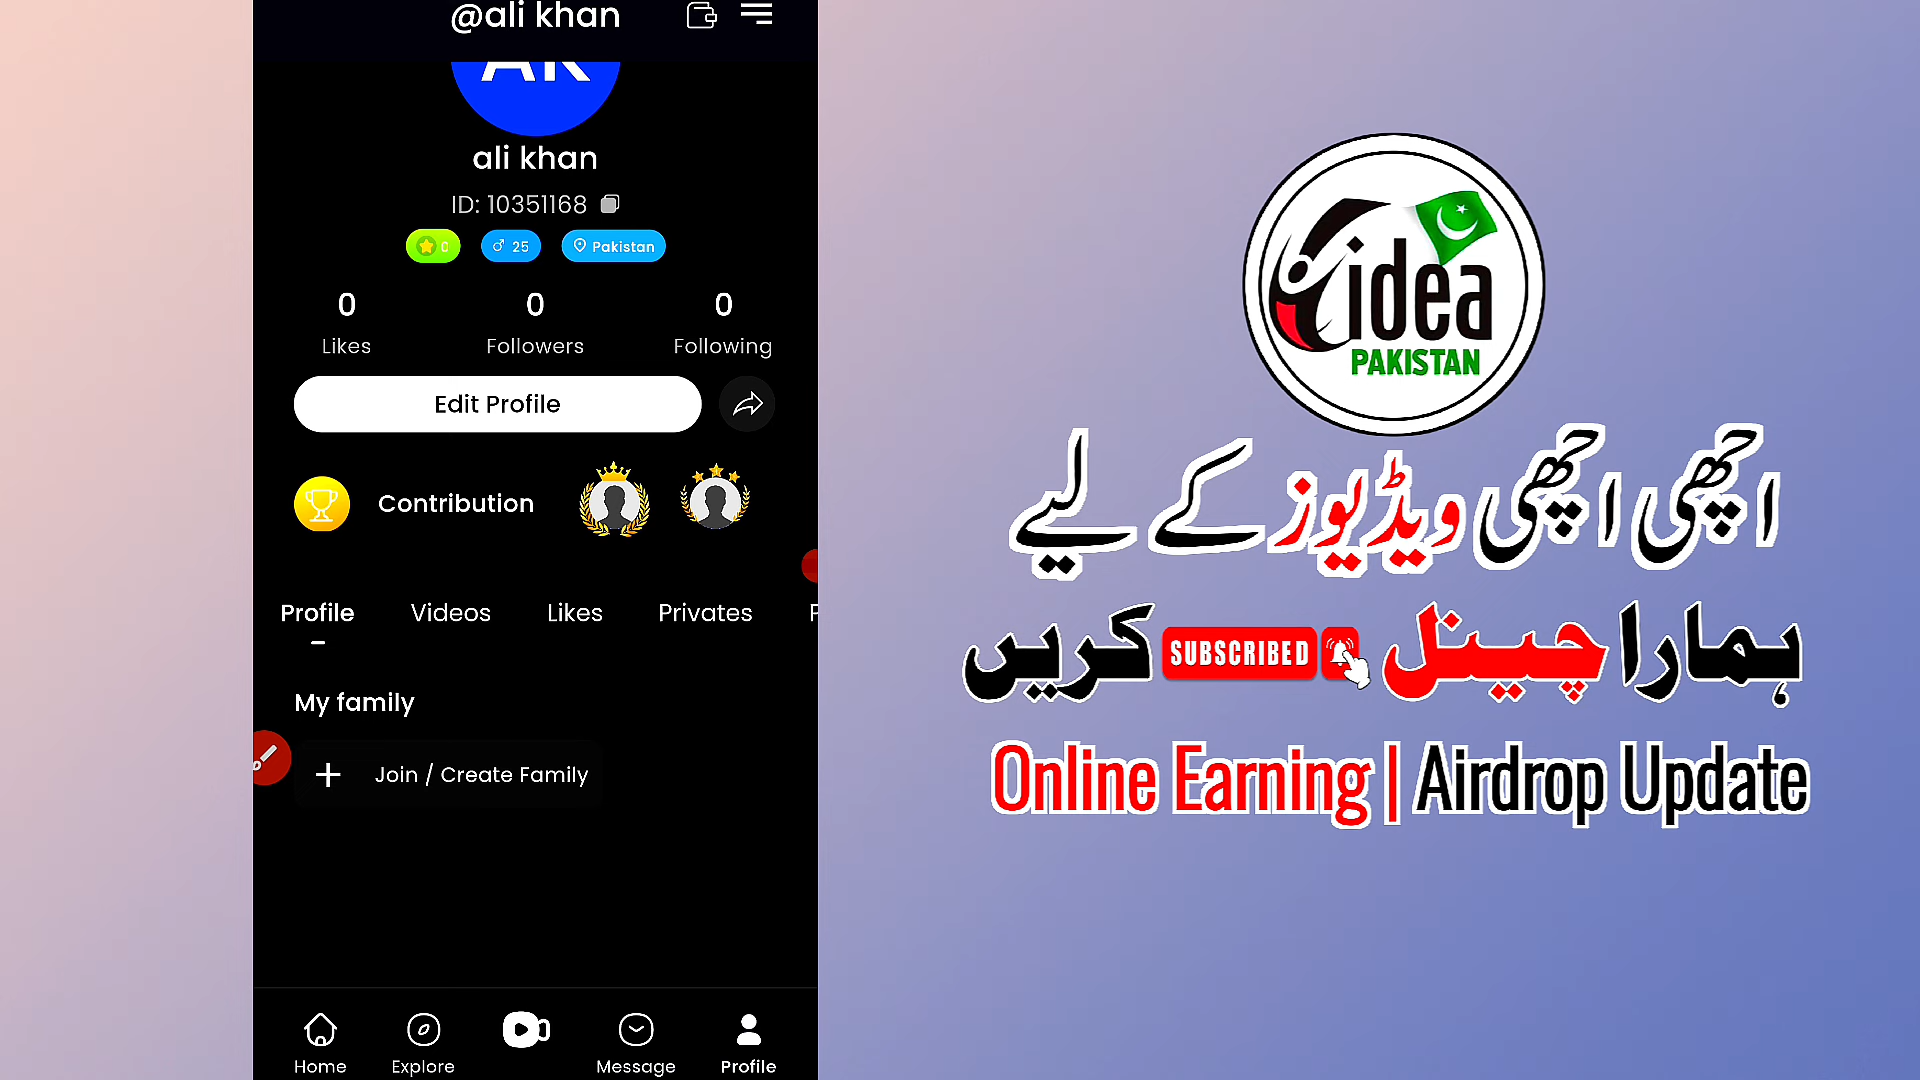 @ali khan
AK
ali khan
ID: 10351168
0
25
Pakistan
0
0
0
Likes
Followers
Following
Edit Profile
Contribution
Profile
Videos
Likes
Privates
My family
Join / Create Family
Home
Explore
Message
Profile
idea
PAKISTAN
اچھی اچھی ویڈیوز کے لیے
ہمارا چینل SUBSCRIBED کریں
Online Earning | Airdrop Update